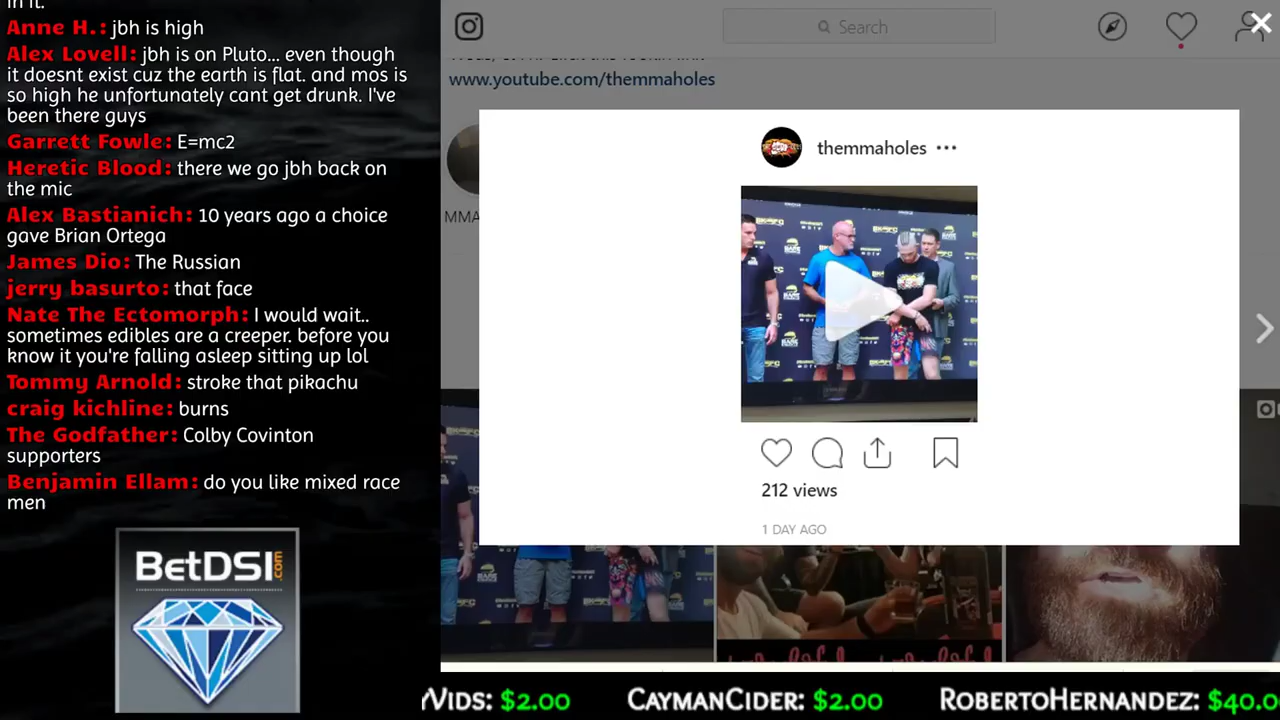 in it.
Anne H.: jbh is high
Alex Lovell: jbh is on Pluto... even though
it doesnt exist cuz the earth is flat. and mos is
so high he unfortunately cant get drunk. I've
been there guys
Garrett Fowle: E=mc2
Heretic Blood: there we go jbh back on
the mic
Alex Bastianich: 10 years ago a choice
gave Brian Ortega
James Dio: The Russian
jerry basurto: that face
Nate The Ectomorph: I would wait..
sometimes edibles are a creeper. before you
know it you're falling asleep sitting up lol
Tommy Arnold: stroke that pikachu
craig kichline: burns
The Godfather: Colby Covinton
supporters
Benjamin Ellam: do you like mixed race
men
BetDSI.com
Search
www.youtube.com/themmaholes
MMA
themmaholes
212 views
1 DAY AGO
yVids: $2.00 CaymanCider: $2.00 RobertoHernandez: $40.0